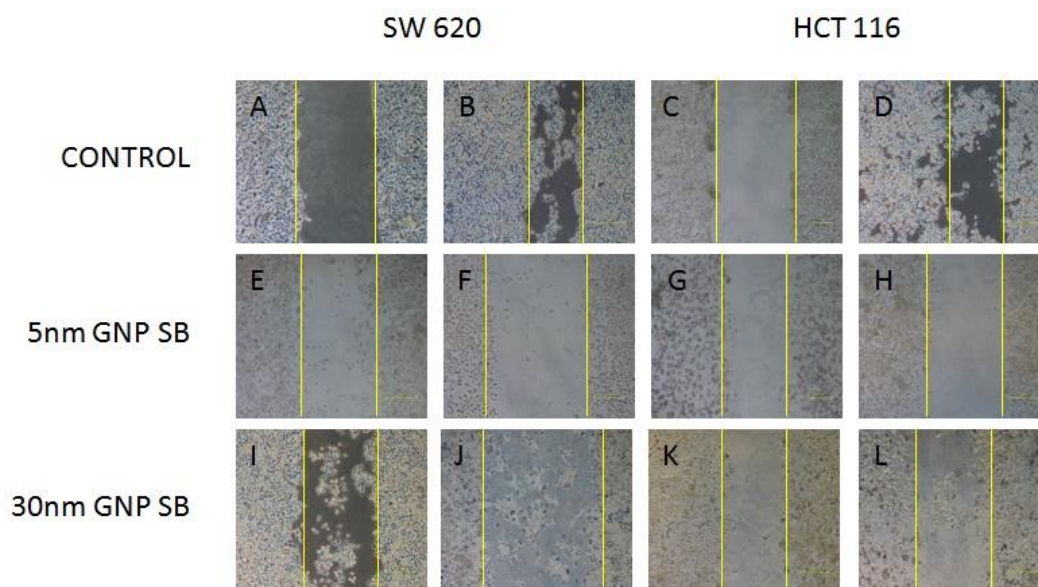 SW 620 HCT 116
CONTROL A B C D
5nm GNP SB E F G H
30nm GNP SB I J K L